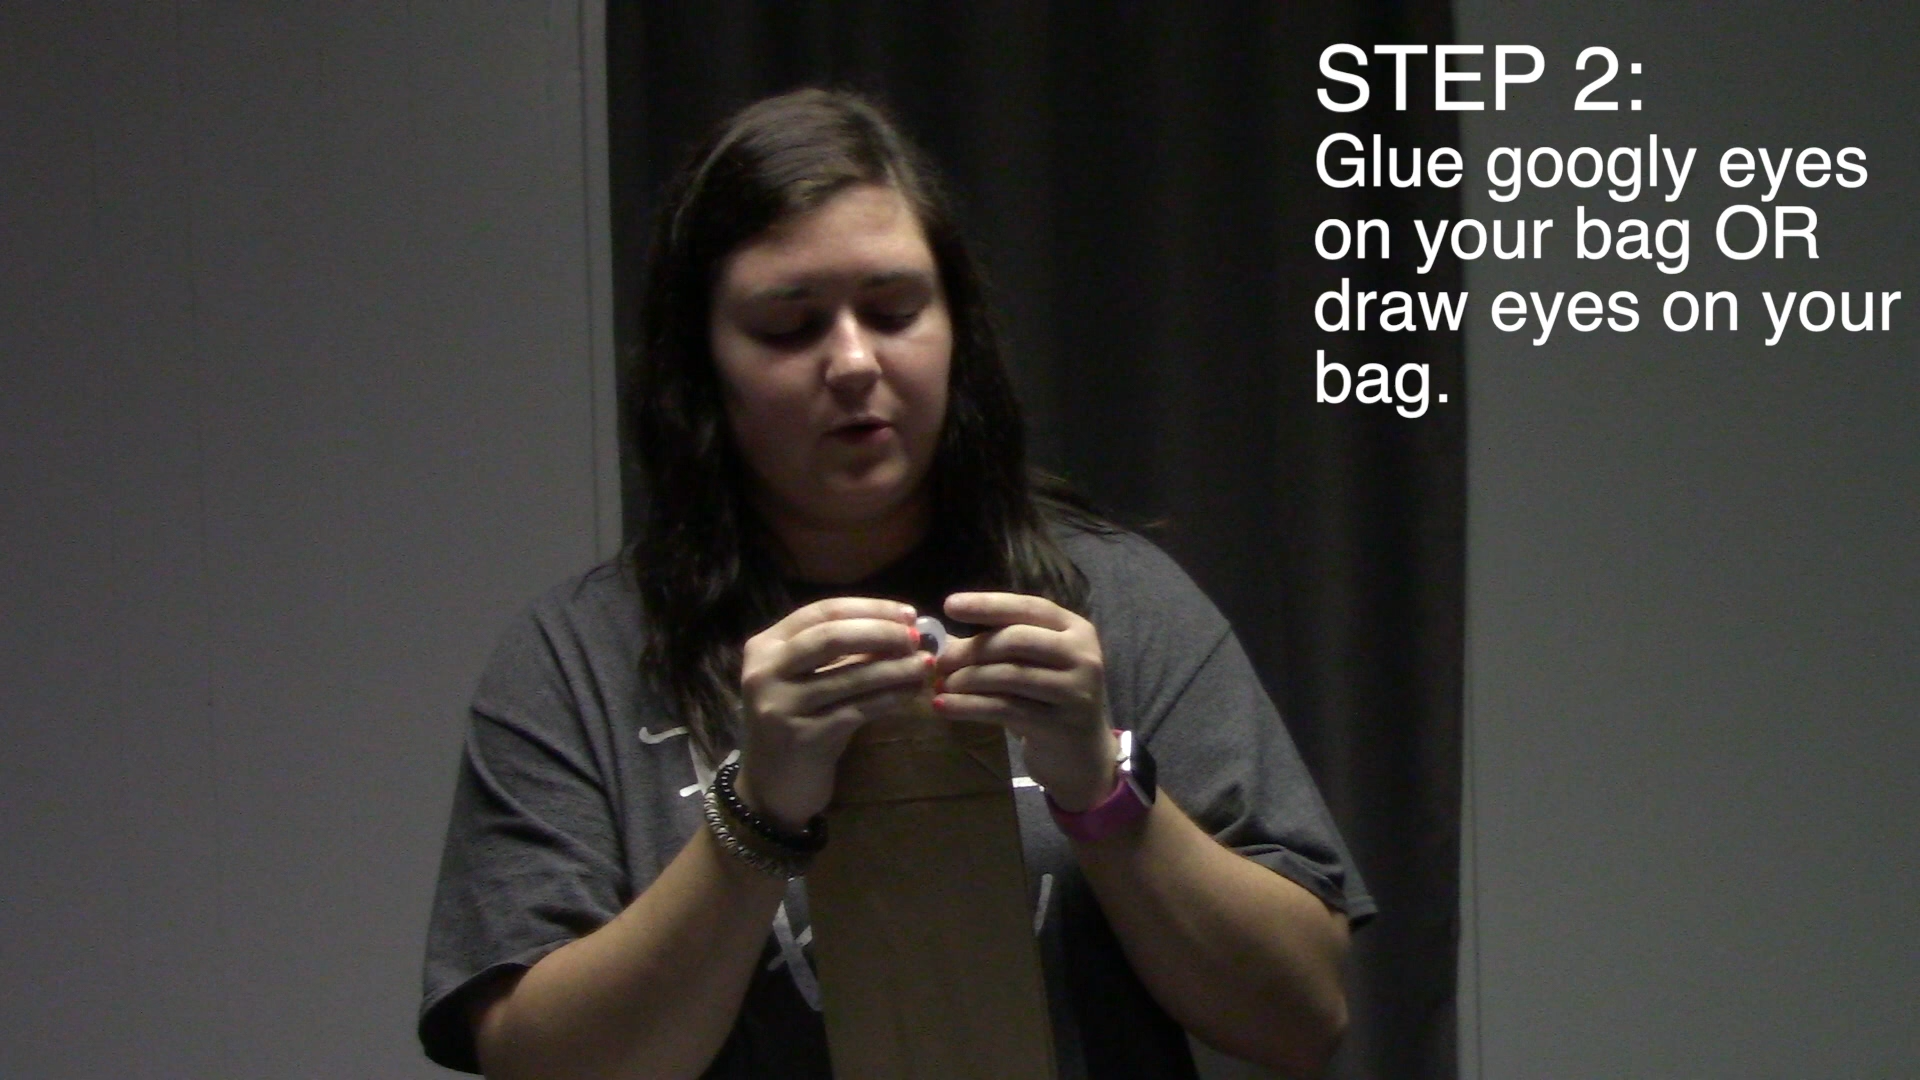 STEP 2:
Glue googly eyes
on your bag OR
draw eyes on your
bag.